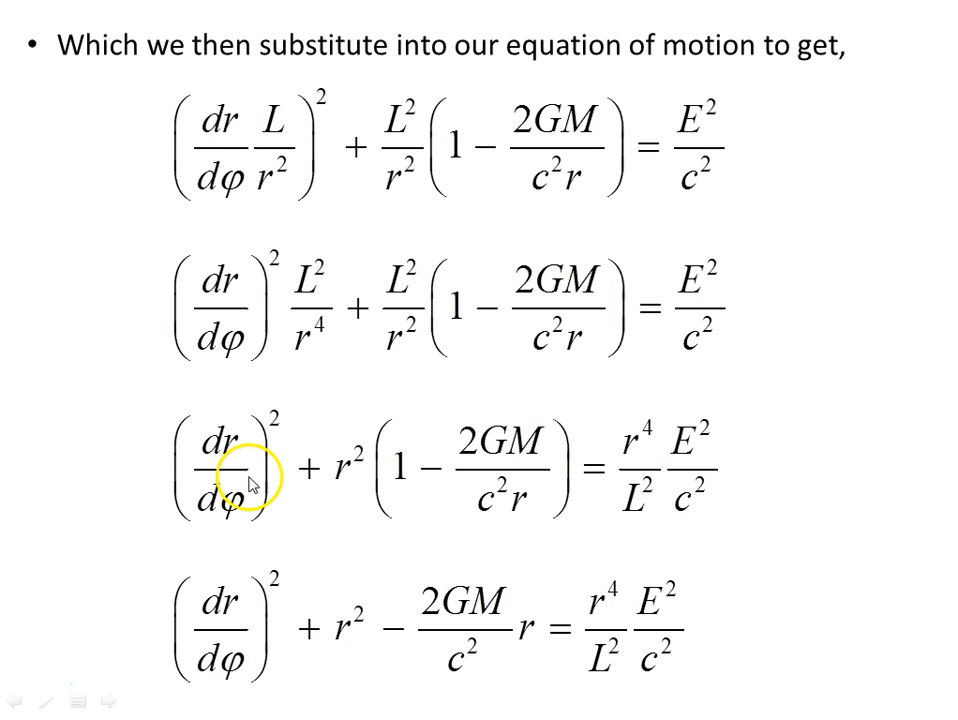 • Which we then substitute into our equation of motion to get,
(dr/dφ L/r²)² + L²/r² (1 − 2GM/c²r) = E²/c²
(dr/dφ)² L²/r⁴ + L²/r² (1 − 2GM/c²r) = E²/c²
(dr/dφ)² + r² (1 − 2GM/c²r) = r⁴/L² E²/c²
(dr/dφ)² + r² − 2GM/c² r = r⁴/L² E²/c²